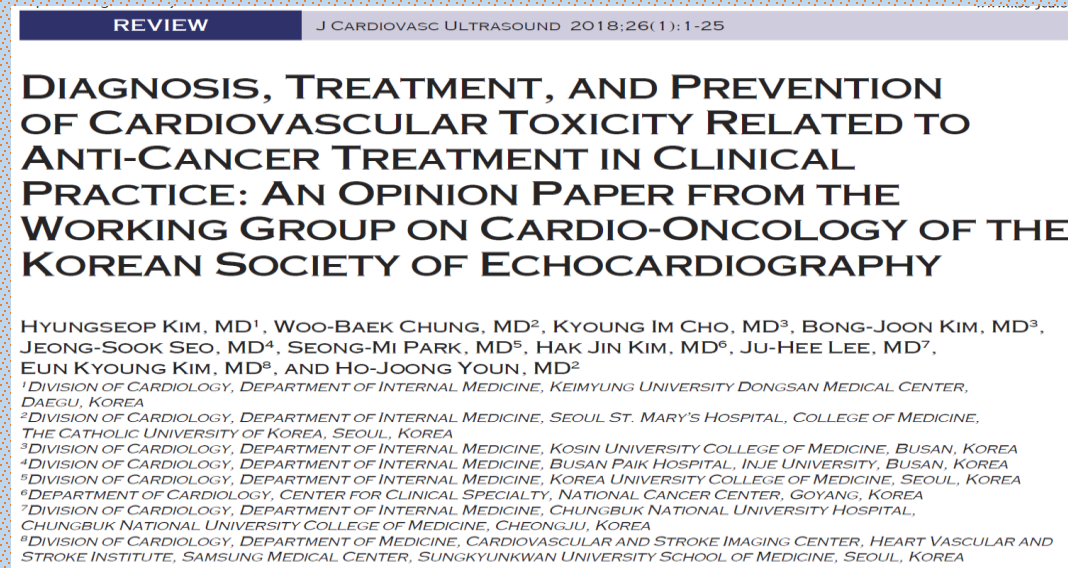 REVIEW J CARDIOVASC ULTRASOUND 2018;26(1):1-25
DIAGNOSIS, TREATMENT, AND PREVENTION
OF CARDIOVASCULAR TOXICITY RELATED TO
ANTI-CANCER TREATMENT IN CLINICAL
PRACTICE: AN OPINION PAPER FROM THE
WORKING GROUP ON CARDIO-ONCOLOGY OF THE
KOREAN SOCIETY OF ECHOCARDIOGRAPHY
HYUNGSEOP KIM, MD¹, WOO-BAEK CHUNG, MD², KYOUNG IM CHO, MD³, BONG-JOON KIM, MD³,
JEONG-SOOK SEO, MD⁴, SEONG-MI PARK, MD⁵, HAK JIN KIM, MD⁶, JU-HEE LEE, MD⁷,
EUN KYOUNG KIM, MD⁸, AND HO-JOONG YOUN, MD²
¹DIVISION OF CARDIOLOGY, DEPARTMENT OF INTERNAL MEDICINE, KEIMYUNG UNIVERSITY DONGSAN MEDICAL CENTER,
DAEGU, KOREA
²DIVISION OF CARDIOLOGY, DEPARTMENT OF INTERNAL MEDICINE, SEOUL ST. MARY'S HOSPITAL, COLLEGE OF MEDICINE,
THE CATHOLIC UNIVERSITY OF KOREA, SEOUL, KOREA
³DIVISION OF CARDIOLOGY, DEPARTMENT OF INTERNAL MEDICINE, KOSIN UNIVERSITY COLLEGE OF MEDICINE, BUSAN, KOREA
⁴DIVISION OF CARDIOLOGY, DEPARTMENT OF INTERNAL MEDICINE, BUSAN PAIK HOSPITAL, INJE UNIVERSITY, BUSAN, KOREA
⁵DIVISION OF CARDIOLOGY, DEPARTMENT OF INTERNAL MEDICINE, KOREA UNIVERSITY COLLEGE OF MEDICINE, SEOUL, KOREA
⁶DEPARTMENT OF CARDIOLOGY, CENTER FOR CLINICAL SPECIALTY, NATIONAL CANCER CENTER, GOYANG, KOREA
⁷DIVISION OF CARDIOLOGY, DEPARTMENT OF INTERNAL MEDICINE, CHUNGBUK NATIONAL UNIVERSITY HOSPITAL,
CHUNGBUK NATIONAL UNIVERSITY COLLEGE OF MEDICINE, CHEONGJU, KOREA
⁸DIVISION OF CARDIOLOGY, DEPARTMENT OF MEDICINE, CARDIOVASCULAR AND STROKE IMAGING CENTER, HEART VASCULAR AND
STROKE INSTITUTE, SAMSUNG MEDICAL CENTER, SUNGKYUNKWAN UNIVERSITY SCHOOL OF MEDICINE, SEOUL, KOREA